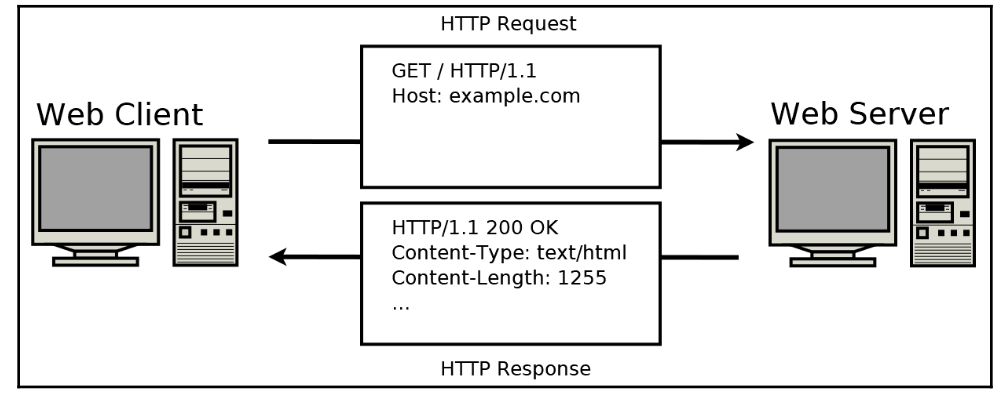 HTTP Request
GET / HTTP/1.1
Host: example.com
Web Client
Web Server
HTTP/1.1 200 OK
Content-Type: text/html
Content-Length: 1255
...
HTTP Response